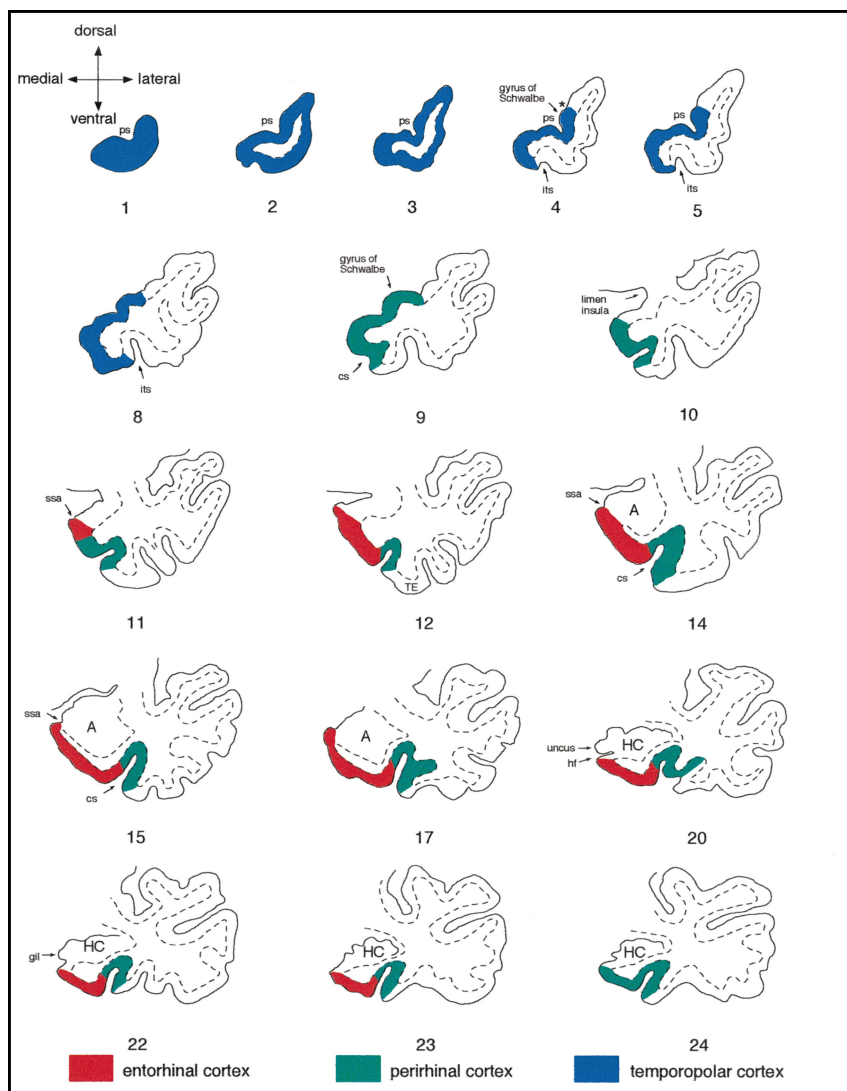 dorsal
medial
lateral
ventral
ps
ps
ps
gyrus of
Schwalbe
*
ps
its
ps
its
1
2
3
4
5
gyrus of
Schwalbe
limen
insula
its
cs
8
9
10
ssa
TE
ssa
A
cs
11
12
14
ssa
A
cs
A
uncus
HC
hf
15
17
20
gil
HC
HC
HC
22
23
24
entorhinal cortex
perirhinal cortex
temporopolar cortex